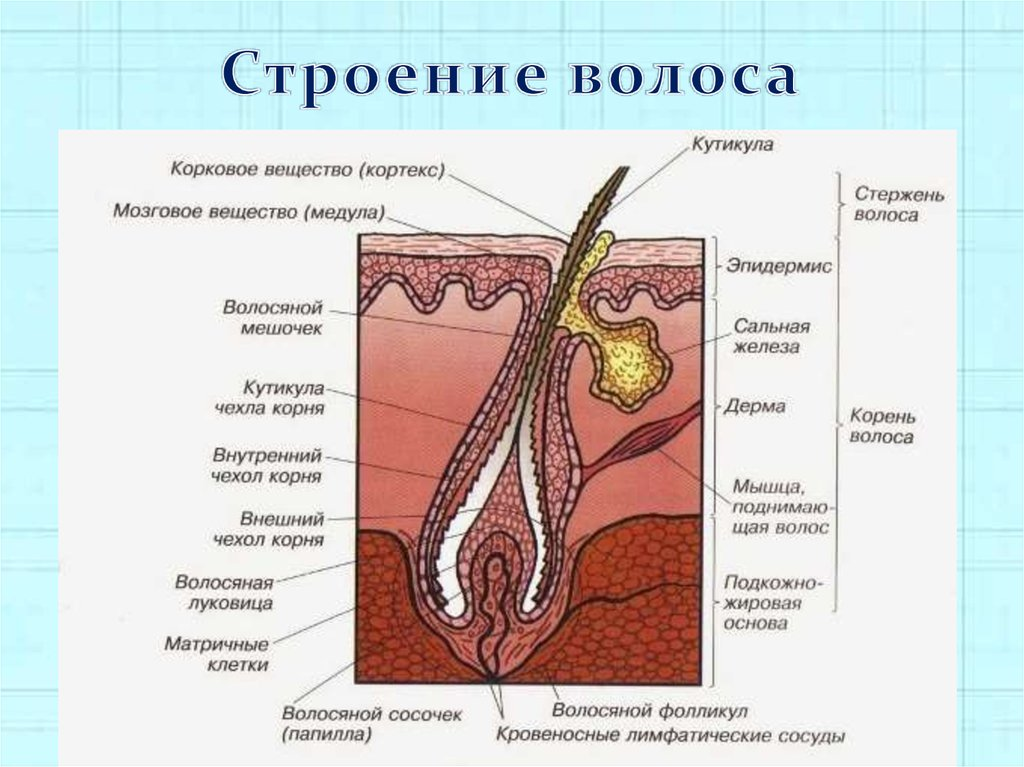 Строение волоса
Кутикула
Корковое вещество (кортекс)
Мозговое вещество (медула)
Стержень
волоса
Эпидермис
Волосяной
мешочек
Сальная
железа
Кутикула
чехла корня
Дерма
Корень
волоса
Внутренний
чехол корня
Мышца,
поднимаю-
щая волос
Внешний
чехол корня
Волосяная
луковица
Подкожно-
жировая
основа
Матричные
клетки
Волосяной сосочек
(папилла)
Волосяной фолликул
Кровеносные лимфатические сосуды